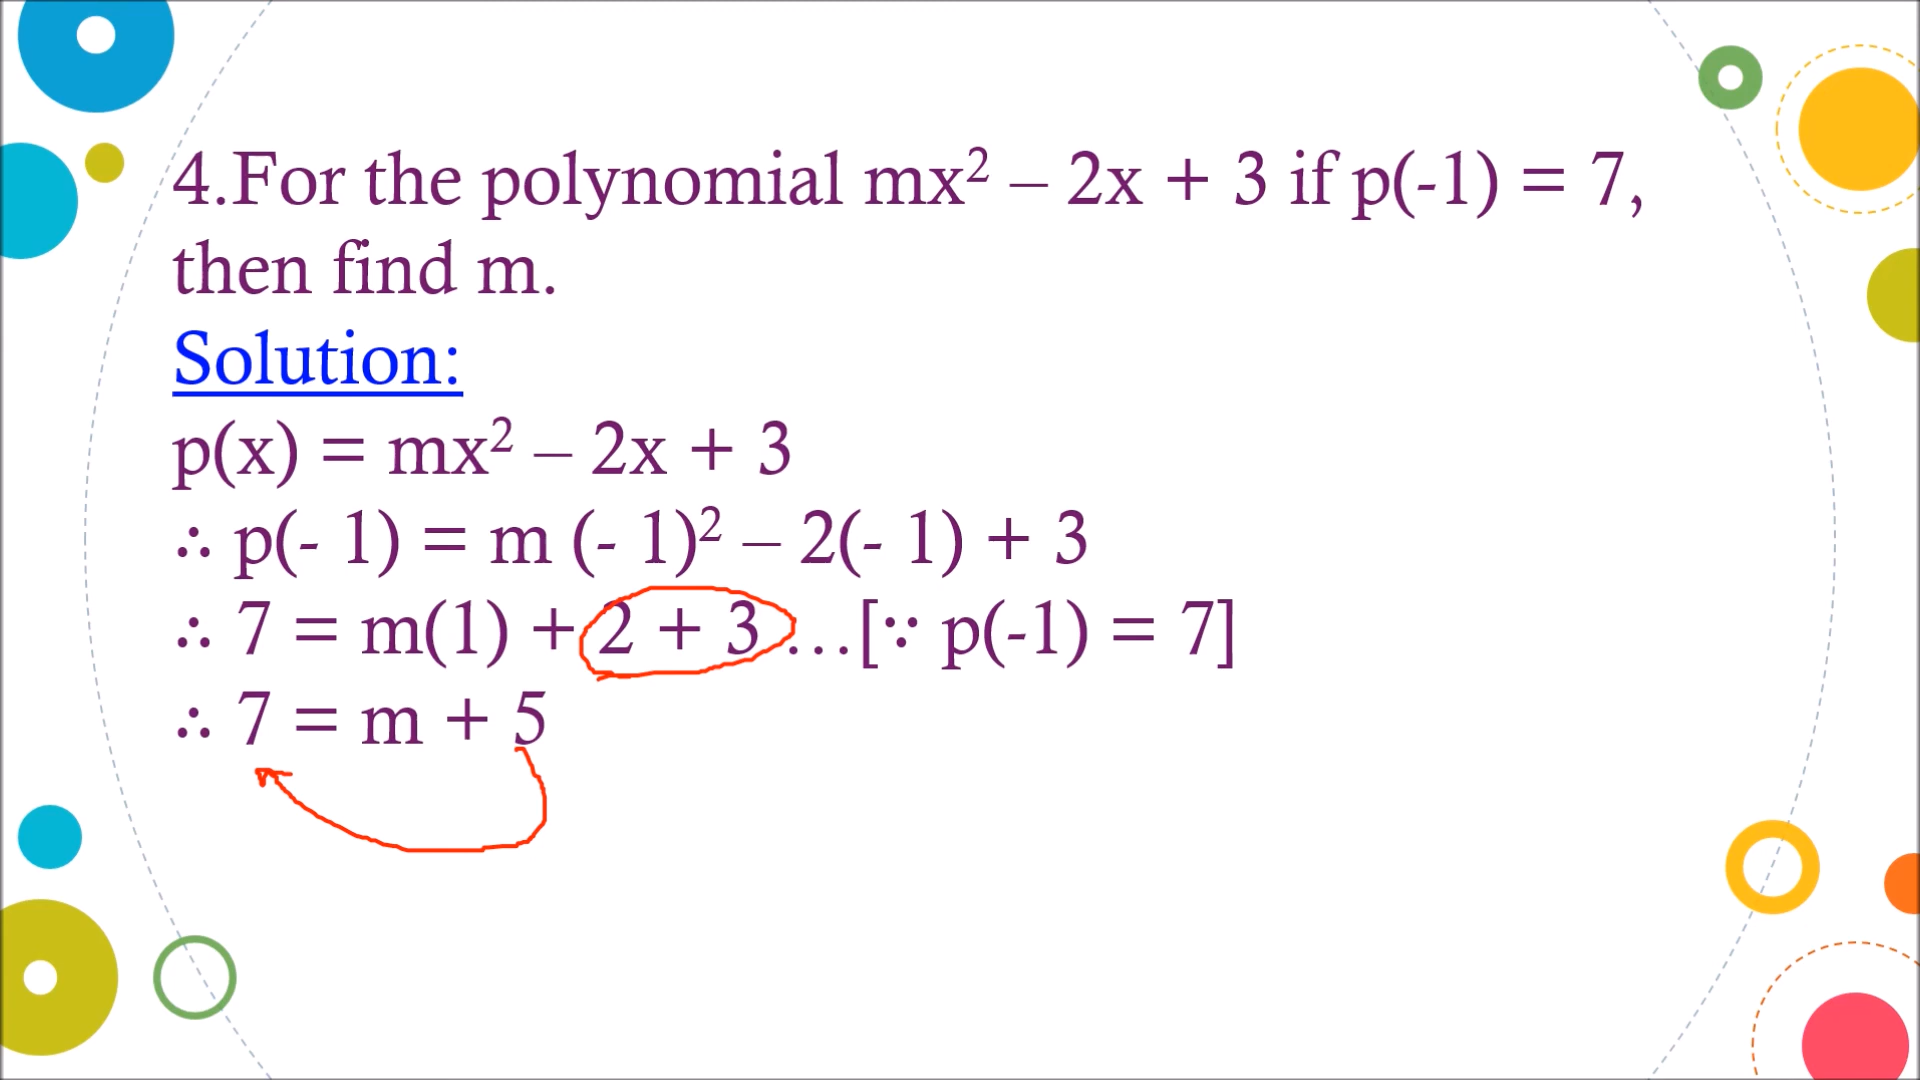 4.For the polynomial mx² – 2x + 3 if p(-1) = 7,
then find m.
Solution:
p(x) = mx² – 2x + 3
∴ p(- 1) = m (- 1)² – 2(- 1) + 3
∴ 7 = m(1) + 2 + 3 …[∵ p(-1) = 7]
∴ 7 = m + 5